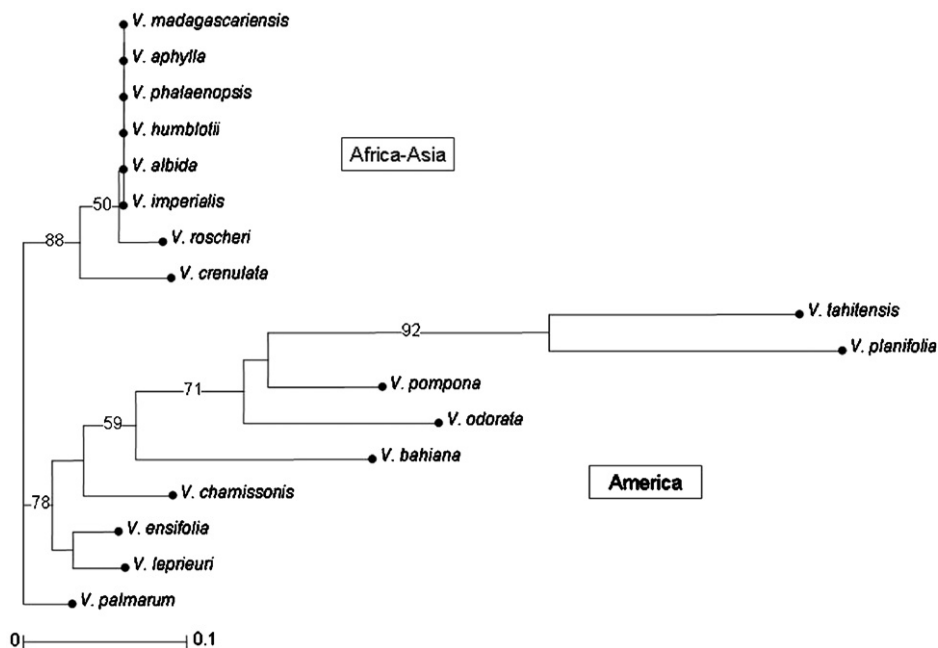 V. madagascariensis
V. aphylla
V. phalaenopsis
V. humblotii
Africa-Asia
V. albida
50
V. imperialis
88
V. roscheri
V. crenulata
V. tahitensis
92
V. planifolia
71
V. pompona
59
V. odorata
V. bahiana
America
78
V. chamissonis
V. ensifolia
V. leprieuri
V. palmarum
0 0.1